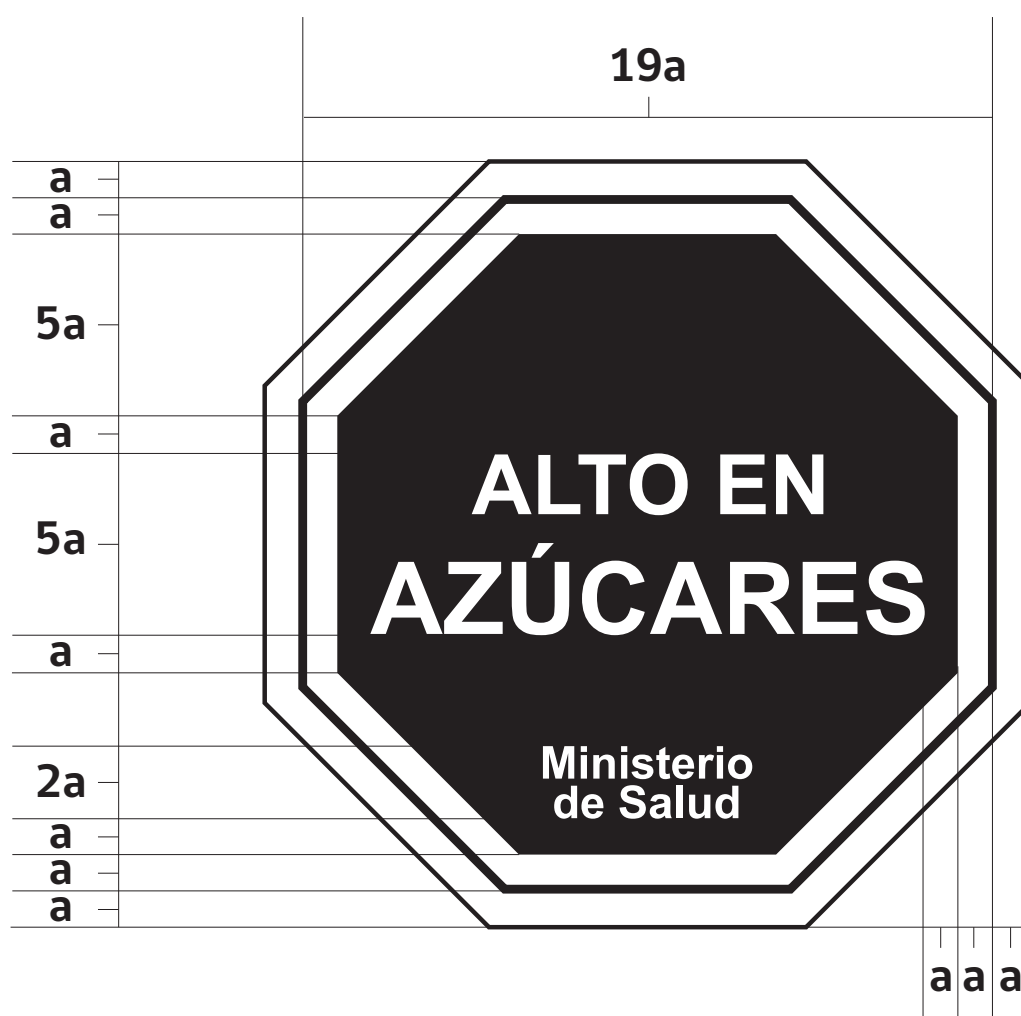 19a
a
a
5a
a
5a
a
2a
a
a
a
ALTO EN
AZÚCARES
Ministerio
de Salud
a a a